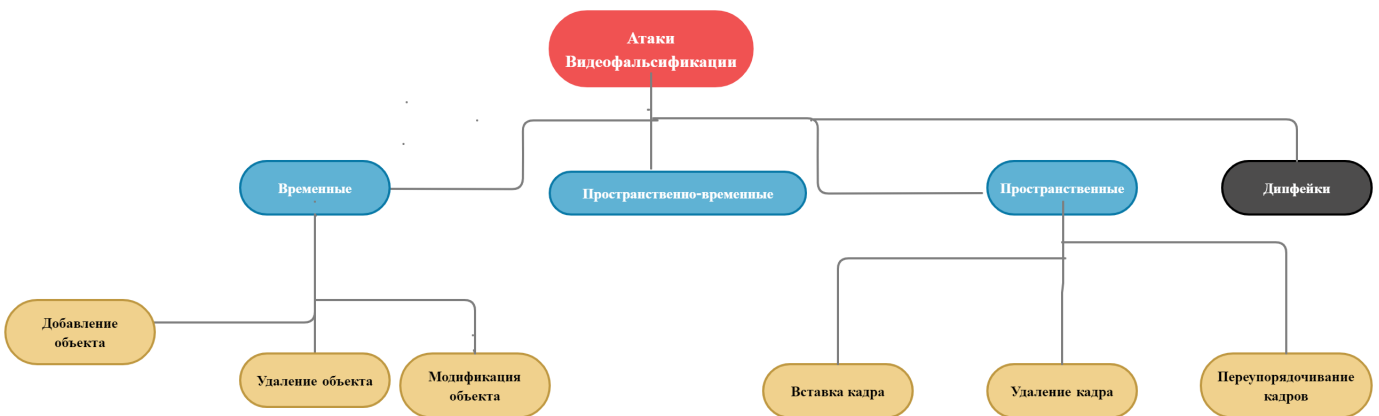 Атаки
Видеофальсификации
Временные
Пространственно-временные
Пространственные
Дипфейки
Добавление
объекта
Удаление объекта
Модификация
объекта
Вставка кадра
Удаление кадра
Переупорядочивание
кадров